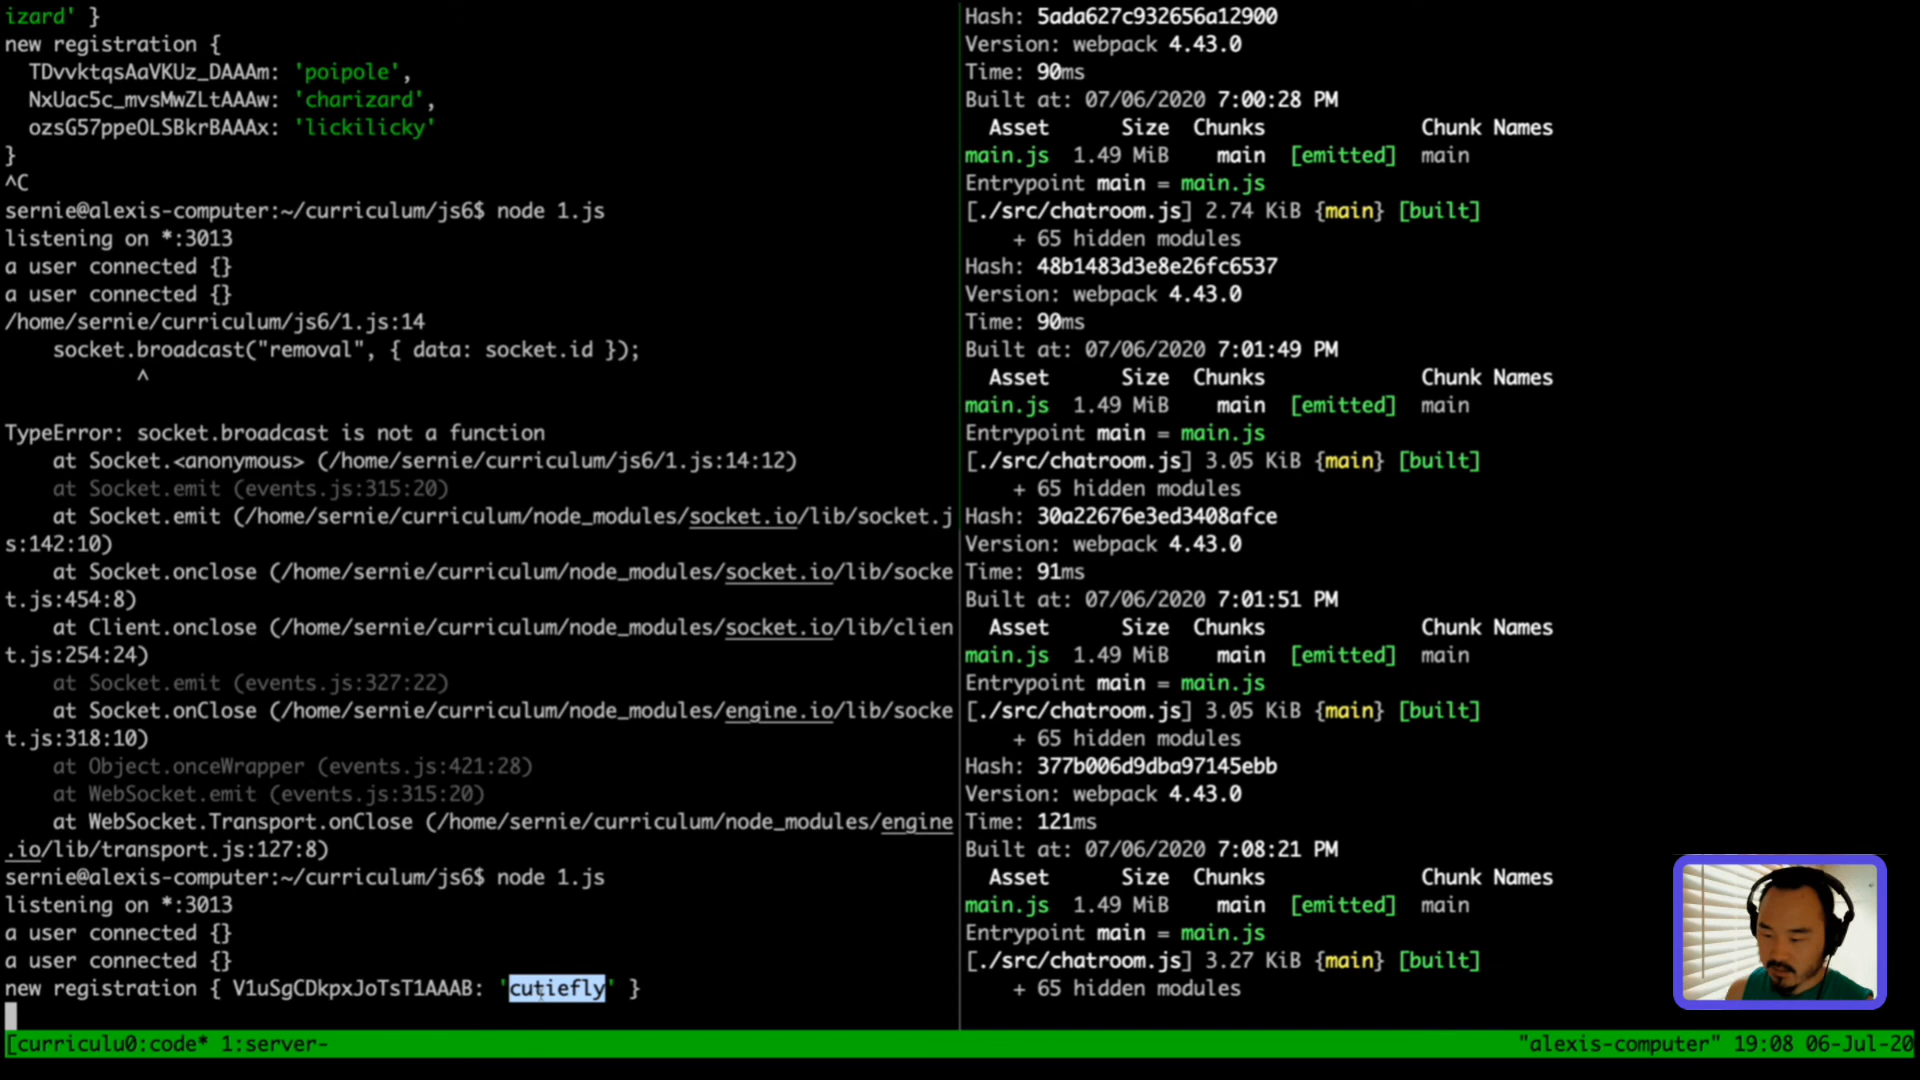 izard' }
new registration {
  TDvvktqsAaVKUz_DAAAm: 'poipole',
  NxUac5c_mvsMwZLtAAAw: 'charizard',
  ozsG57ppeOLSBkrBAAAx: 'lickilicky'
}
^C
sernie@alexis-computer:~/curriculum/js6$ node 1.js
listening on *:3013
a user connected {}
a user connected {}
/home/sernie/curriculum/js6/1.js:14
    socket.broadcast("removal", { data: socket.id });
           ^
TypeError: socket.broadcast is not a function
    at Socket.<anonymous> (/home/sernie/curriculum/js6/1.js:14:12)
    at Socket.emit (events.js:315:20)
    at Socket.emit (/home/sernie/curriculum/node_modules/socket.io/lib/socket.j
s:142:10)
    at Socket.onclose (/home/sernie/curriculum/node_modules/socket.io/lib/socke
t.js:454:8)
    at Client.onclose (/home/sernie/curriculum/node_modules/socket.io/lib/clien
t.js:254:24)
    at Socket.emit (events.js:327:22)
    at Socket.onClose (/home/sernie/curriculum/node_modules/engine.io/lib/socke
t.js:318:10)
    at Object.onceWrapper (events.js:421:28)
    at WebSocket.emit (events.js:315:20)
    at WebSocket.Transport.onClose (/home/sernie/curriculum/node_modules/engine
.io/lib/transport.js:127:8)
sernie@alexis-computer:~/curriculum/js6$ node 1.js
listening on *:3013
a user connected {}
a user connected {}
new registration { V1uSgCDkpxJoTsT1AAAB: 'cutiefly' }
Hash: 5ada627c932656a12900
Version: webpack 4.43.0
Time: 90ms
Built at: 07/06/2020 7:00:28 PM
  Asset      Size  Chunks             Chunk Names
main.js  1.49 MiB    main  [emitted]  main
Entrypoint main = main.js
[./src/chatroom.js] 2.74 KiB {main} [built]
    + 65 hidden modules
Hash: 48b1483d3e8e26fc6537
Version: webpack 4.43.0
Time: 90ms
Built at: 07/06/2020 7:01:49 PM
  Asset      Size  Chunks             Chunk Names
main.js  1.49 MiB    main  [emitted]  main
Entrypoint main = main.js
[./src/chatroom.js] 3.05 KiB {main} [built]
    + 65 hidden modules
Hash: 30a22676e3ed3408afce
Version: webpack 4.43.0
Time: 91ms
Built at: 07/06/2020 7:01:51 PM
  Asset      Size  Chunks             Chunk Names
main.js  1.49 MiB    main  [emitted]  main
Entrypoint main = main.js
[./src/chatroom.js] 3.05 KiB {main} [built]
    + 65 hidden modules
Hash: 377b006d9dba97145ebb
Version: webpack 4.43.0
Time: 121ms
Built at: 07/06/2020 7:08:21 PM
  Asset      Size  Chunks             Chunk Names
main.js  1.49 MiB    main  [emitted]  main
Entrypoint main = main.js
[./src/chatroom.js] 3.27 KiB {main} [built]
    + 65 hidden modules
[curriculu0:code* 1:server- "alexis-computer" 19:08 06-Jul-20